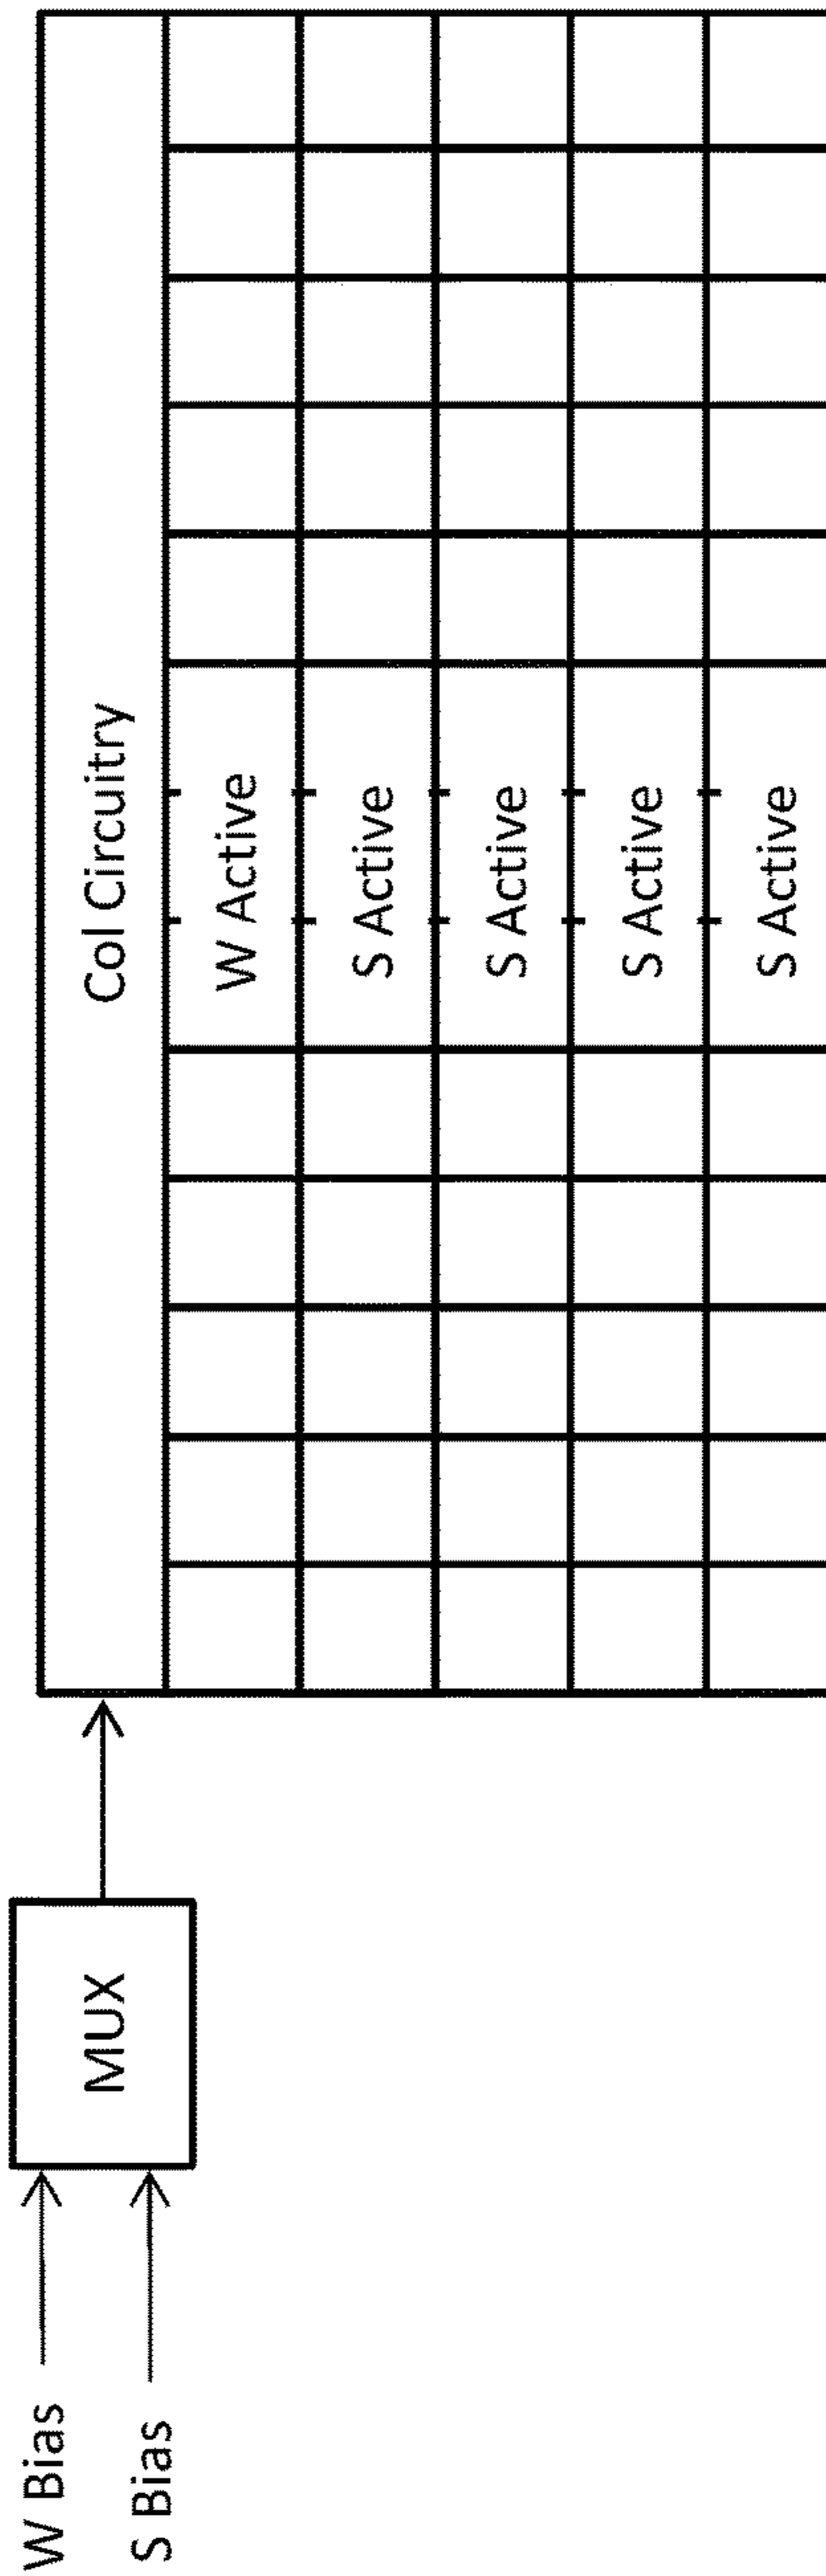 W Bias
S Bias
MUX
Col Circuitry
W Active
S Active
S Active
S Active
S Active